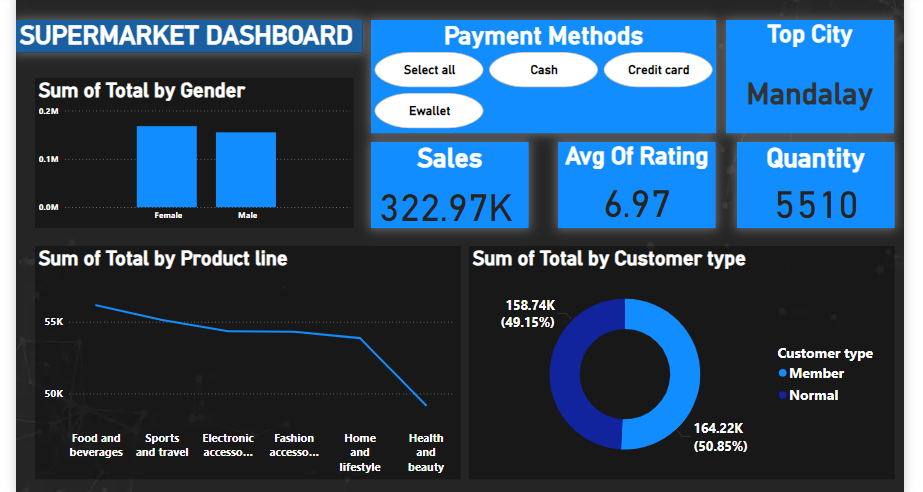 SUPERMARKET DASHBOARD
Payment Methods
Select all
Cash
Credit card
Ewallet
Top City
Mandalay
Sum of Total by Gender
0.2M
0.1M
0.0M
Female
Male
Sales
322.97K
Avg Of Rating
6.97
Quantity
5510
Sum of Total by Product line
55K
50K
Food and
beverages
Sports
and travel
Electronic
accesso...
Fashion
accesso...
Home
and
lifestyle
Health
and
beauty
Sum of Total by Customer type
158.74K
(49.15%)
164.22K
(50.85%)
Customer type
Member
Normal